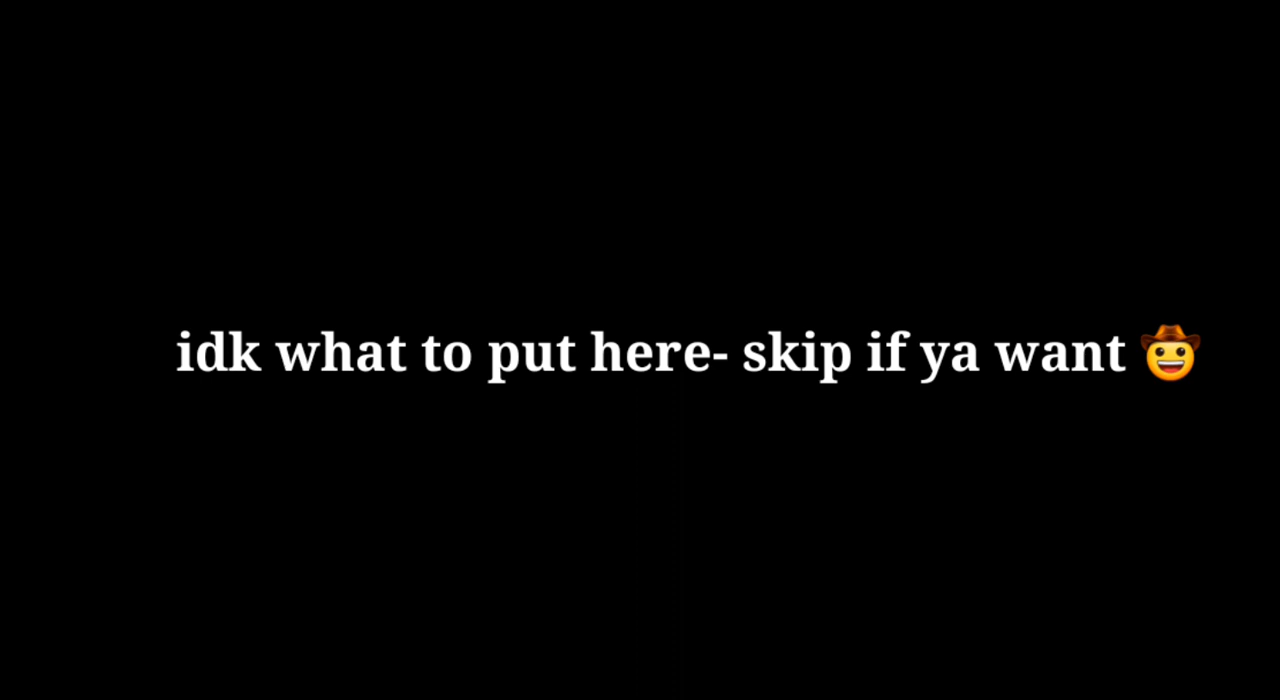 idk what to put here- skip if ya want 🤠